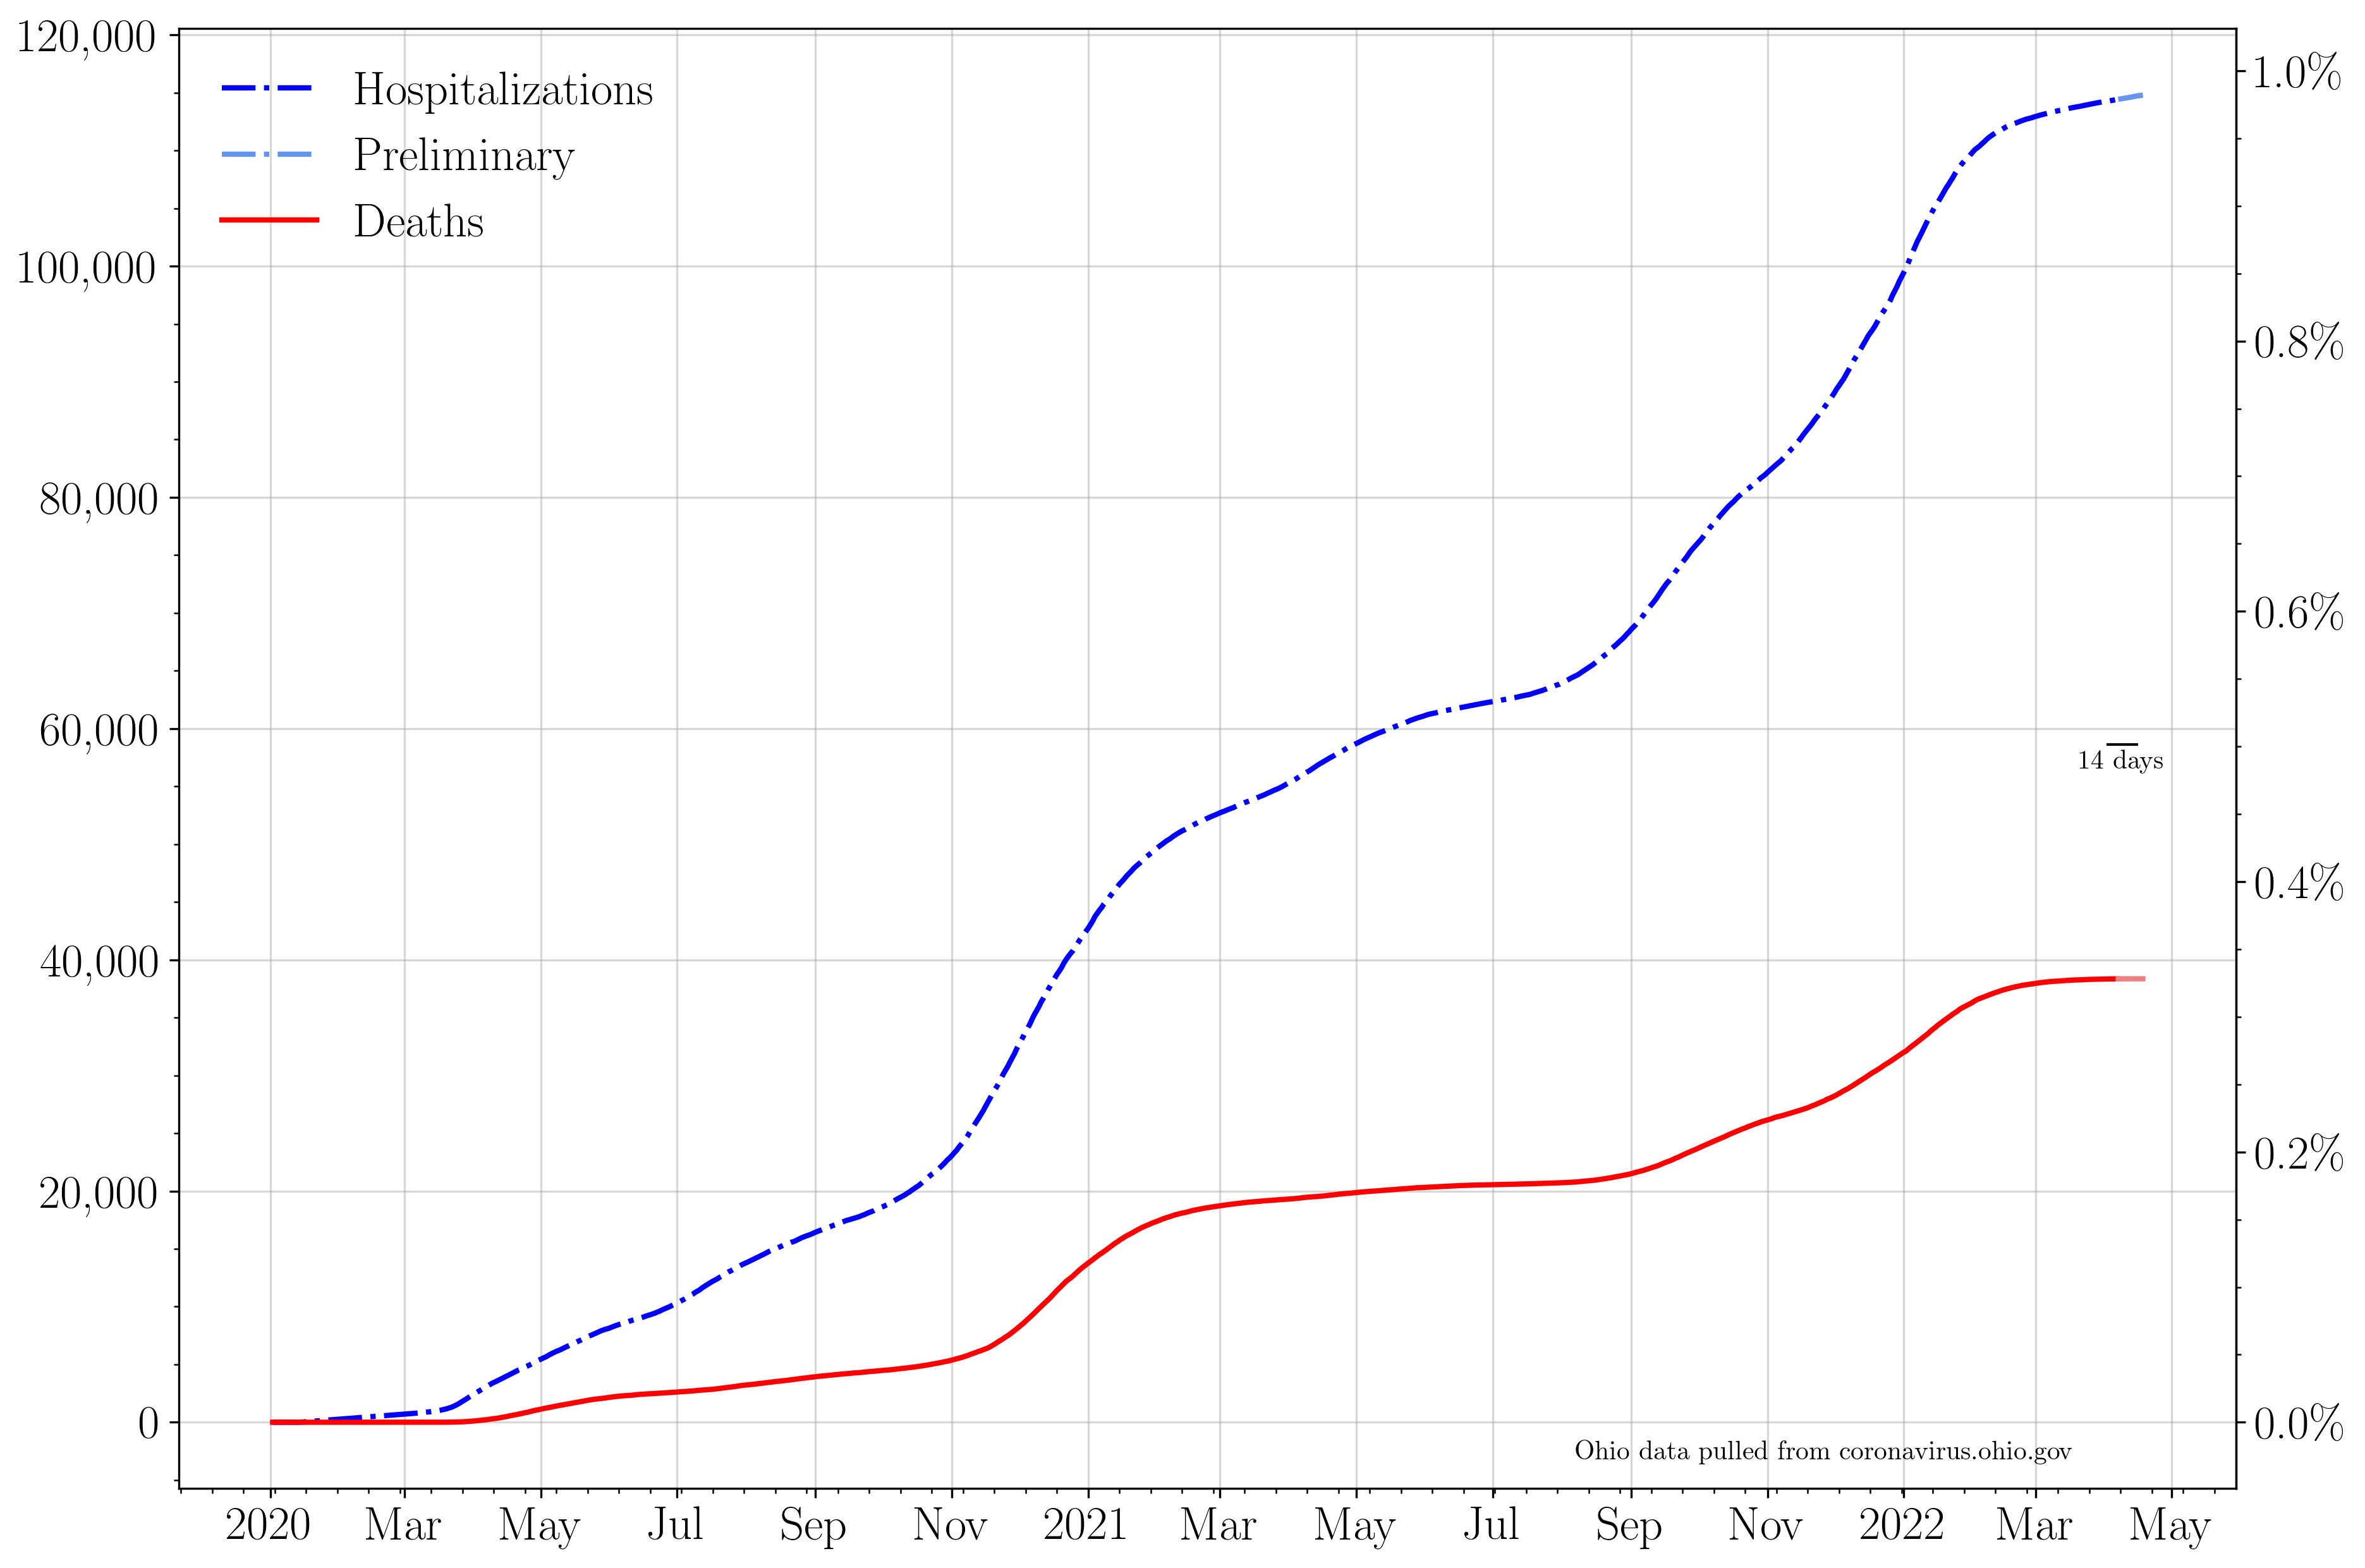 120,000
100,000
80,000
60,000
40,000
20,000
0
Hospitalizations
Preliminary
Deaths
1.0%
0.8%
0.6%
0.4%
0.2%
0.0%
14 days
Ohio data pulled from coronavirus.ohio.gov
2020 Mar May Jul Sep Nov 2021 Mar May Jul Sep Nov 2022 Mar May